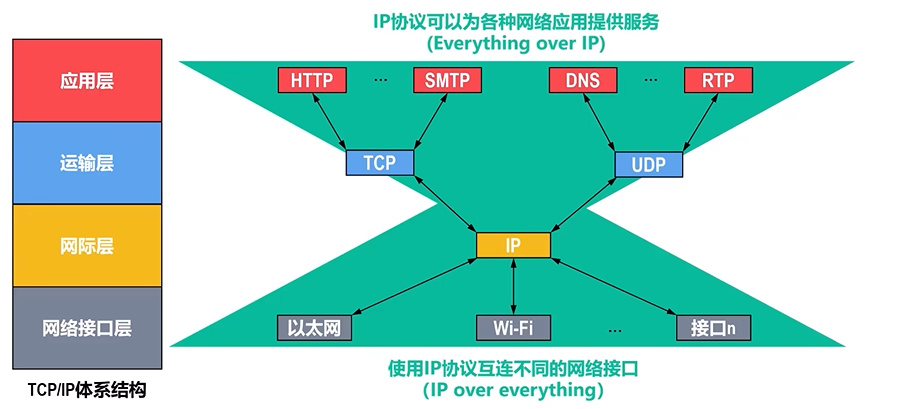 IP协议可以为各种网络应用提供服务
(Everything over IP)
应用层
HTTP … SMTP DNS … RTP
运输层
TCP UDP
网际层
IP
网络接口层
以太网 Wi-Fi … 接口n
使用IP协议互连不同的网络接口
(IP over everything)
TCP/IP体系结构